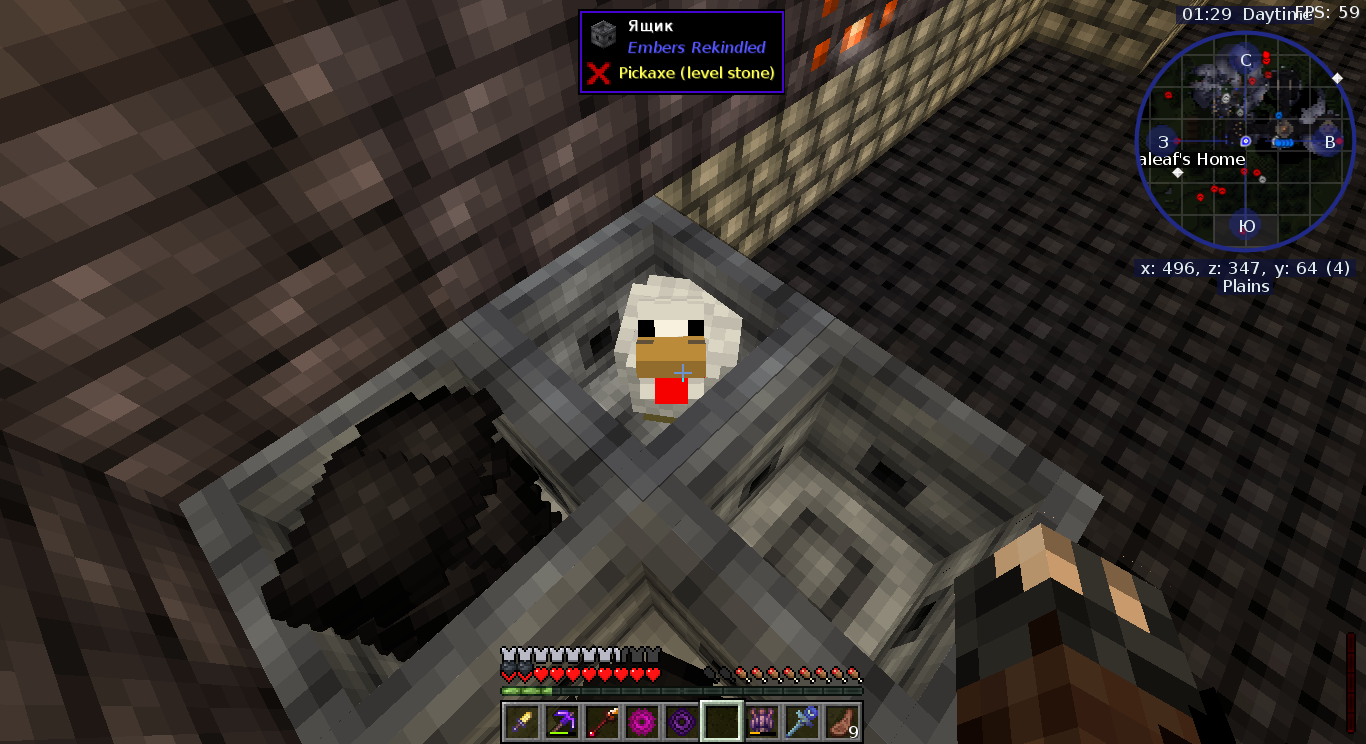 Ящик
Embers Rekindled
Pickaxe (level stone)
01:29 Daytime
FPS: 59
С
З
В
aleaf's Home
Ю
x: 496, z: 347, y: 64 (4)
Plains
9